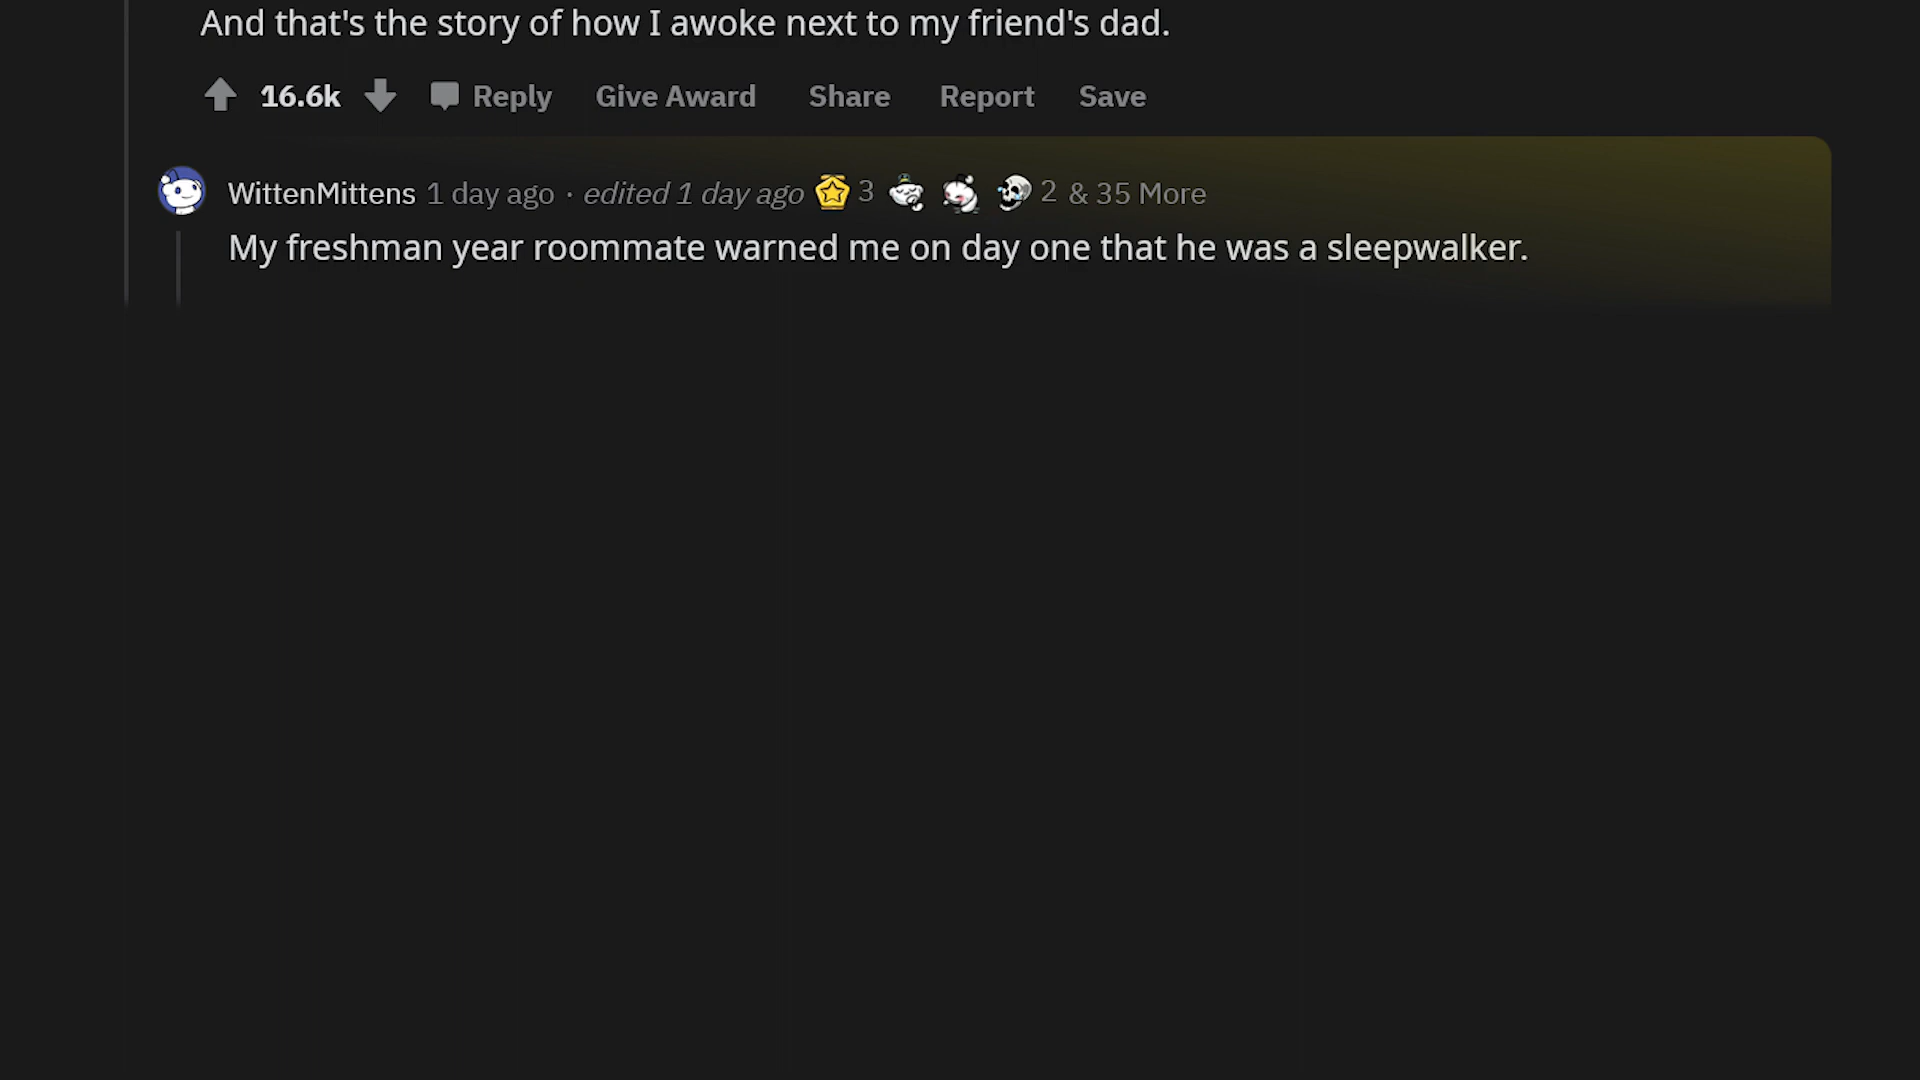 And that's the story of how I awoke next to my friend's dad.
16.6k Reply Give Award Share Report Save
WittenMittens 1 day ago · edited 1 day ago 3 2 & 35 More
My freshman year roommate warned me on day one that he was a sleepwalker.